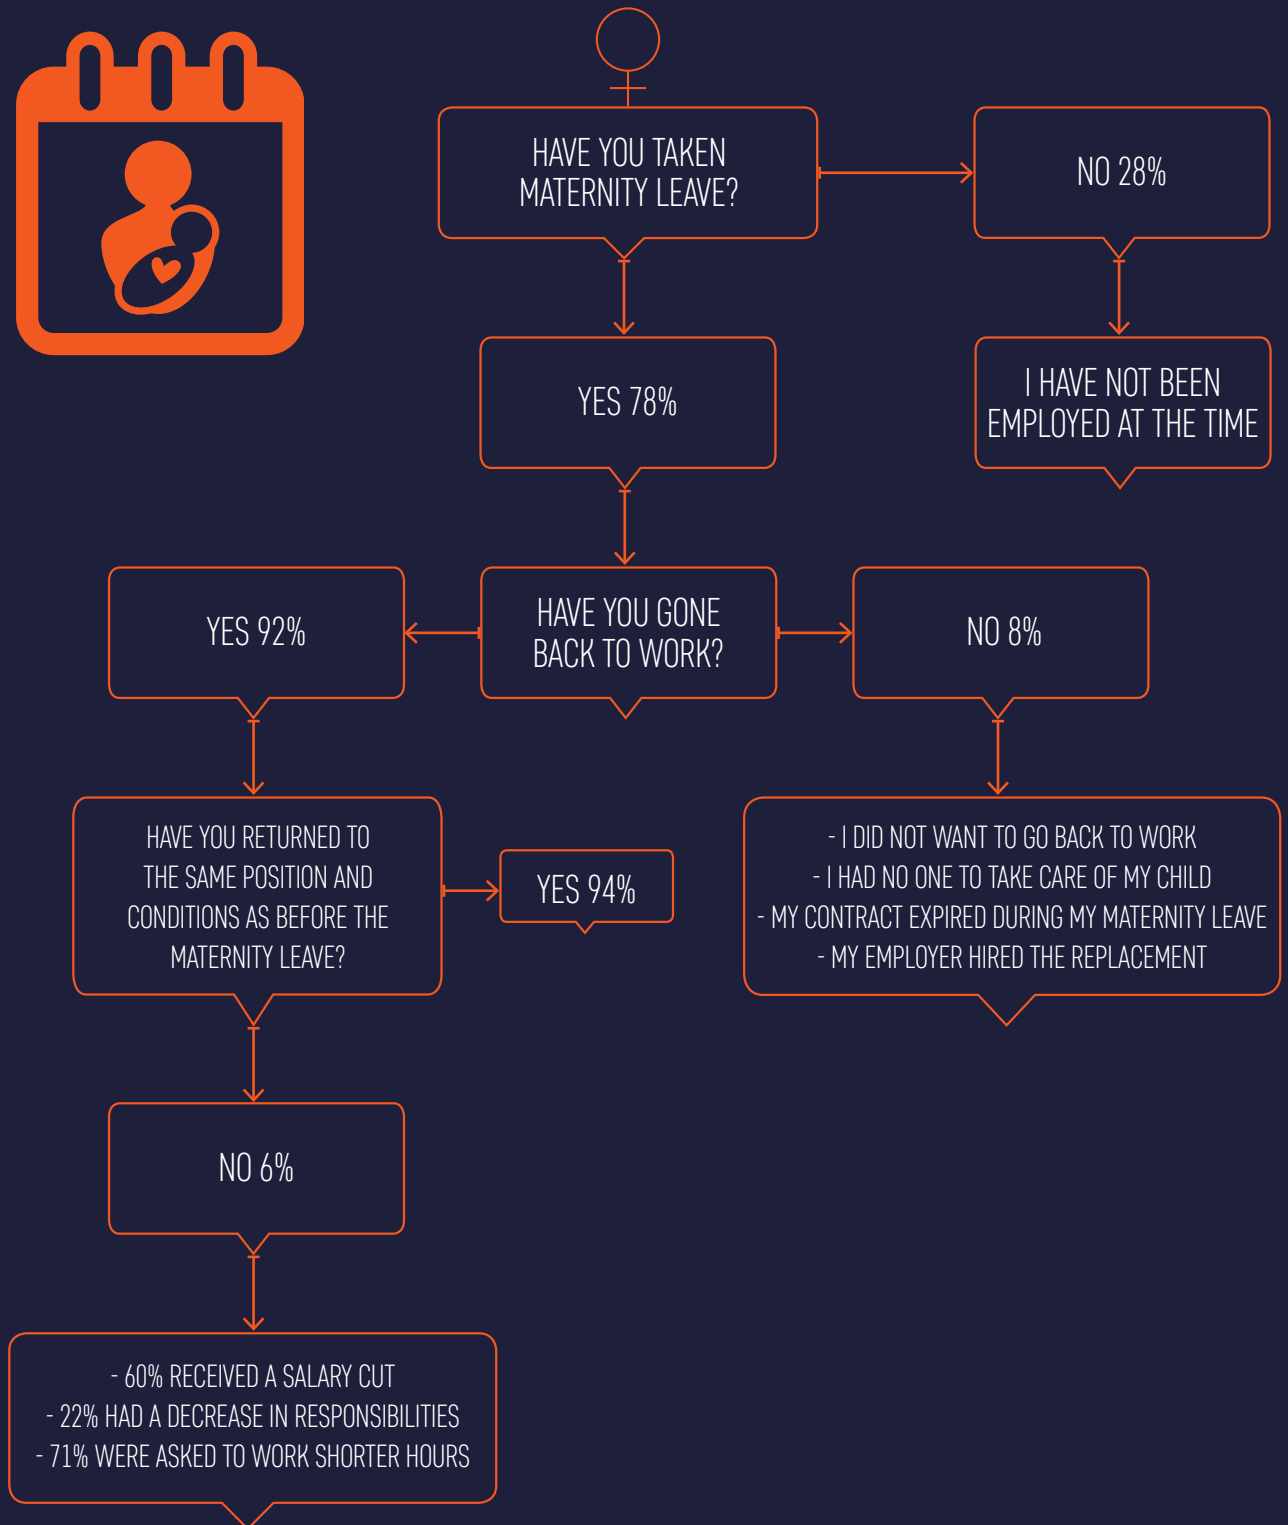 HAVE YOU TAKEN
MATERNITY LEAVE?
NO 28%
YES 78%
I HAVE NOT BEEN
EMPLOYED AT THE TIME
YES 92%
HAVE YOU GONE
BACK TO WORK?
NO 8%
HAVE YOU RETURNED TO
THE SAME POSITION AND
CONDITIONS AS BEFORE THE
MATERNITY LEAVE?
YES 94%
- I DID NOT WANT TO GO BACK TO WORK
- I HAD NO ONE TO TAKE CARE OF MY CHILD
- MY CONTRACT EXPIRED DURING MY MATERNITY LEAVE
- MY EMPLOYER HIRED THE REPLACEMENT
NO 6%
- 60% RECEIVED A SALARY CUT
- 22% HAD A DECREASE IN RESPONSIBILITIES
- 71% WERE ASKED TO WORK SHORTER HOURS